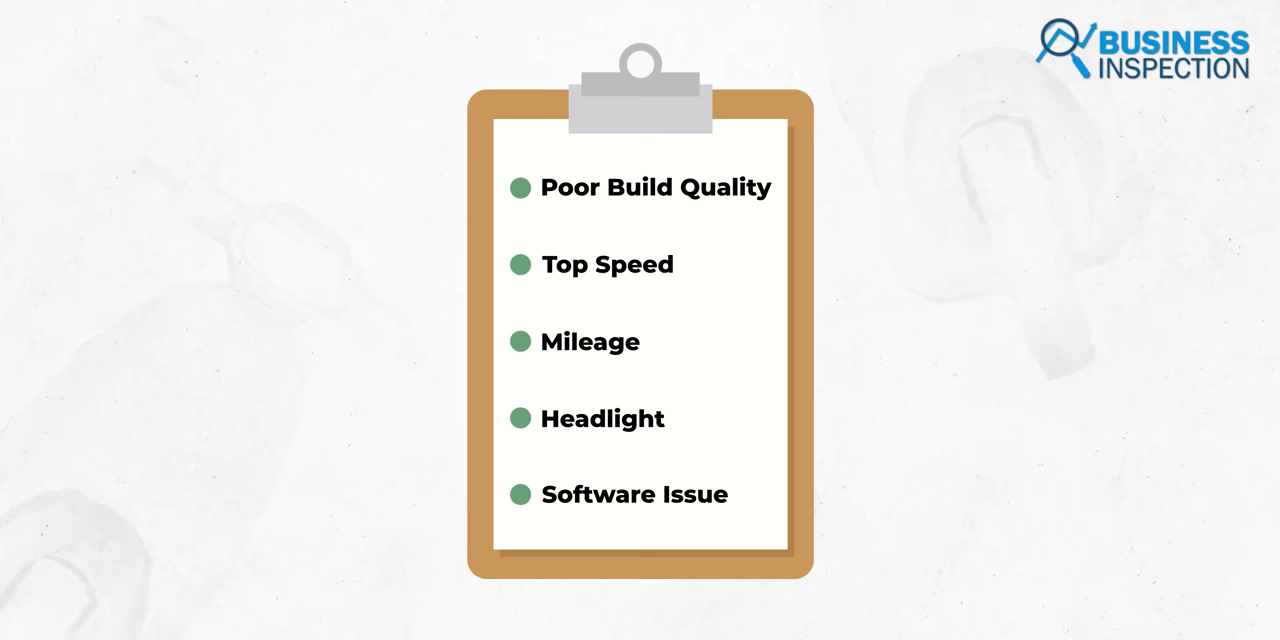 BUSINESS
INSPECTION
Poor Build Quality
Top Speed
Mileage
Headlight
Software Issue